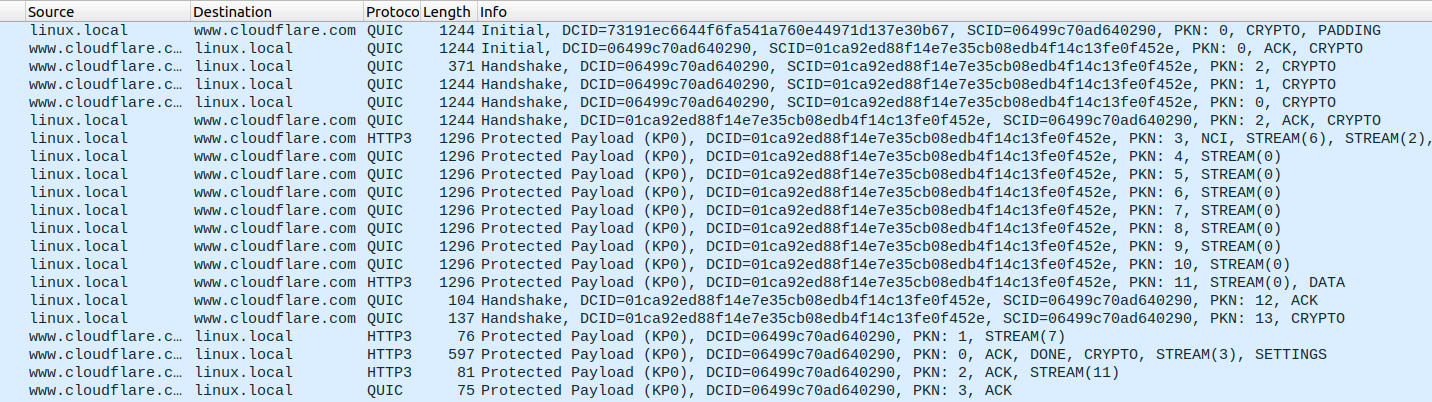 Source Destination Protoco Length Info
linux.local www.cloudflare.com QUIC 1244 Initial, DCID=73191ec6644f6fa541a760e44971d137e30b67, SCID=06499c70ad640290, PKN: 0, CRYPTO, PADDING
www.cloudflare.c… linux.local QUIC 1244 Initial, DCID=06499c70ad640290, SCID=01ca92ed88f14e7e35cb08edb4f14c13fe0f452e, PKN: 0, ACK, CRYPTO
www.cloudflare.c… linux.local QUIC 371 Handshake, DCID=06499c70ad640290, SCID=01ca92ed88f14e7e35cb08edb4f14c13fe0f452e, PKN: 2, CRYPTO
www.cloudflare.c… linux.local QUIC 1244 Handshake, DCID=06499c70ad640290, SCID=01ca92ed88f14e7e35cb08edb4f14c13fe0f452e, PKN: 1, CRYPTO
www.cloudflare.c… linux.local QUIC 1244 Handshake, DCID=06499c70ad640290, SCID=01ca92ed88f14e7e35cb08edb4f14c13fe0f452e, PKN: 0, CRYPTO
linux.local www.cloudflare.com QUIC 1244 Handshake, DCID=01ca92ed88f14e7e35cb08edb4f14c13fe0f452e, SCID=06499c70ad640290, PKN: 2, ACK, CRYPTO
linux.local www.cloudflare.com HTTP3 1296 Protected Payload (KP0), DCID=01ca92ed88f14e7e35cb08edb4f14c13fe0f452e, PKN: 3, NCI, STREAM(6), STREAM(2),
linux.local www.cloudflare.com QUIC 1296 Protected Payload (KP0), DCID=01ca92ed88f14e7e35cb08edb4f14c13fe0f452e, PKN: 4, STREAM(0)
linux.local www.cloudflare.com QUIC 1296 Protected Payload (KP0), DCID=01ca92ed88f14e7e35cb08edb4f14c13fe0f452e, PKN: 5, STREAM(0)
linux.local www.cloudflare.com QUIC 1296 Protected Payload (KP0), DCID=01ca92ed88f14e7e35cb08edb4f14c13fe0f452e, PKN: 6, STREAM(0)
linux.local www.cloudflare.com QUIC 1296 Protected Payload (KP0), DCID=01ca92ed88f14e7e35cb08edb4f14c13fe0f452e, PKN: 7, STREAM(0)
linux.local www.cloudflare.com QUIC 1296 Protected Payload (KP0), DCID=01ca92ed88f14e7e35cb08edb4f14c13fe0f452e, PKN: 8, STREAM(0)
linux.local www.cloudflare.com QUIC 1296 Protected Payload (KP0), DCID=01ca92ed88f14e7e35cb08edb4f14c13fe0f452e, PKN: 9, STREAM(0)
linux.local www.cloudflare.com QUIC 1296 Protected Payload (KP0), DCID=01ca92ed88f14e7e35cb08edb4f14c13fe0f452e, PKN: 10, STREAM(0)
linux.local www.cloudflare.com HTTP3 1296 Protected Payload (KP0), DCID=01ca92ed88f14e7e35cb08edb4f14c13fe0f452e, PKN: 11, STREAM(0), DATA
linux.local www.cloudflare.com QUIC 104 Handshake, DCID=01ca92ed88f14e7e35cb08edb4f14c13fe0f452e, SCID=06499c70ad640290, PKN: 12, ACK
linux.local www.cloudflare.com QUIC 137 Handshake, DCID=01ca92ed88f14e7e35cb08edb4f14c13fe0f452e, SCID=06499c70ad640290, PKN: 13, CRYPTO
www.cloudflare.c… linux.local HTTP3 76 Protected Payload (KP0), DCID=06499c70ad640290, PKN: 1, STREAM(7)
www.cloudflare.c… linux.local HTTP3 597 Protected Payload (KP0), DCID=06499c70ad640290, PKN: 0, ACK, DONE, CRYPTO, STREAM(3), SETTINGS
www.cloudflare.c… linux.local HTTP3 81 Protected Payload (KP0), DCID=06499c70ad640290, PKN: 2, ACK, STREAM(11)
www.cloudflare.c… linux.local QUIC 75 Protected Payload (KP0), DCID=06499c70ad640290, PKN: 3, ACK